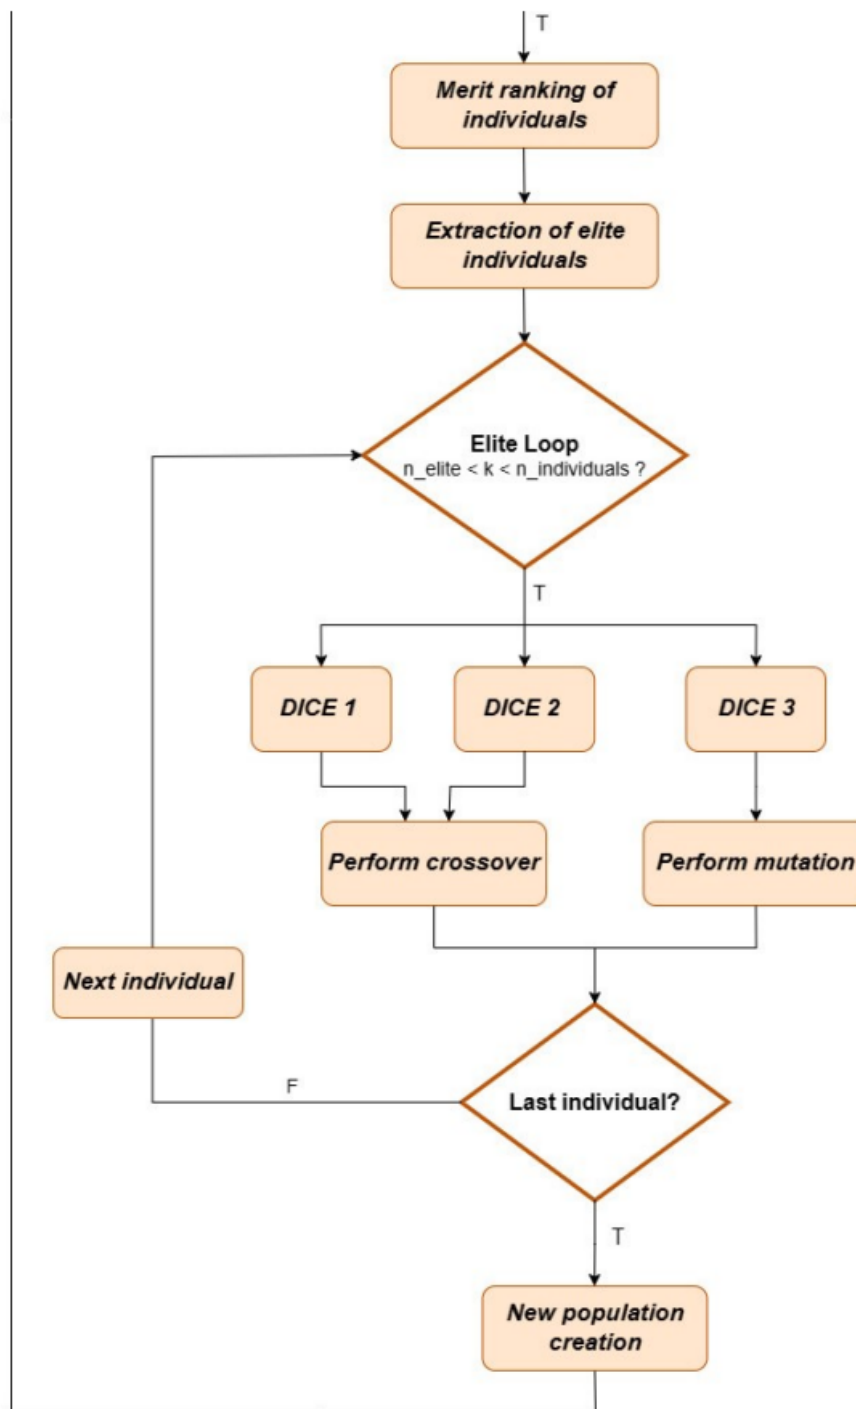 T
Merit ranking of
individuals
Extraction of elite
individuals
Elite Loop
n_elite < k < n_individuals ?
T
DICE 1
DICE 2
DICE 3
Perform crossover
Perform mutation
Next individual
F
Last individual?
T
New population
creation